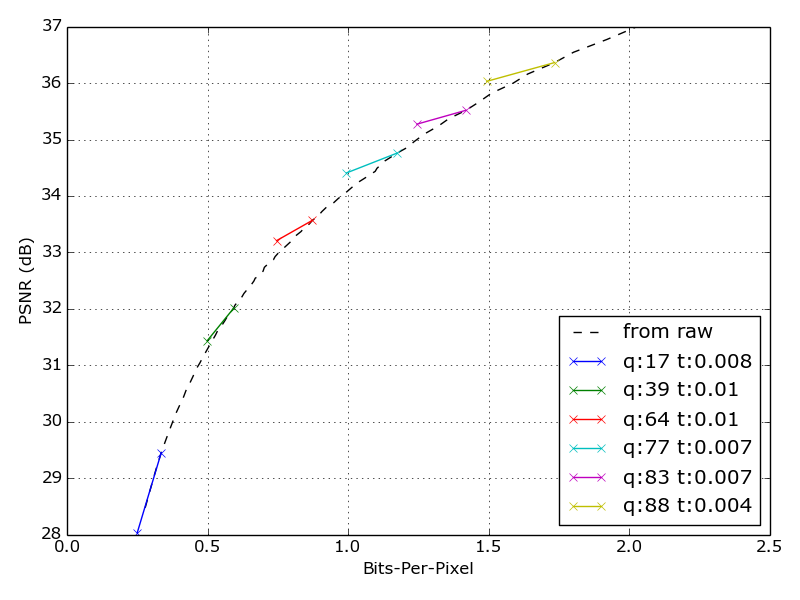 37
36
35
34
33
32
31
30
29
28
PSNR (dB)
0.0 0.5 1.0 1.5 2.0 2.5
Bits-Per-Pixel
from raw
q:17 t:0.008
q:39 t:0.01
q:64 t:0.01
q:77 t:0.007
q:83 t:0.007
q:88 t:0.004